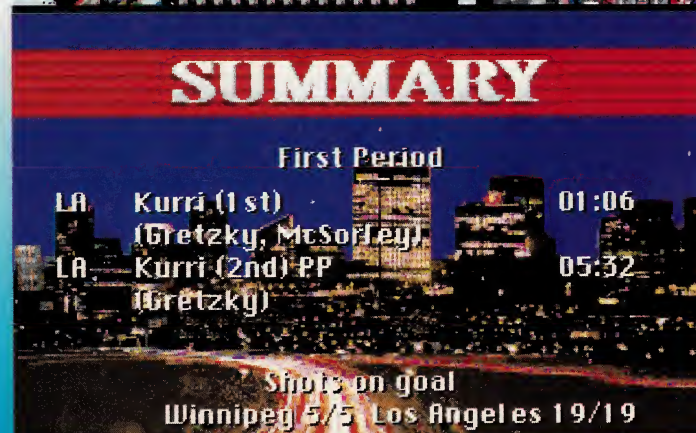 SUMMARY
First Period
LA Kurri (1st) 01:06
(Gretzky, McSorley)
LA Kurri (2nd) PP 05:32
(Gretzky)
Shots on goal
Winnipeg 5/5 Los Angeles 19/19